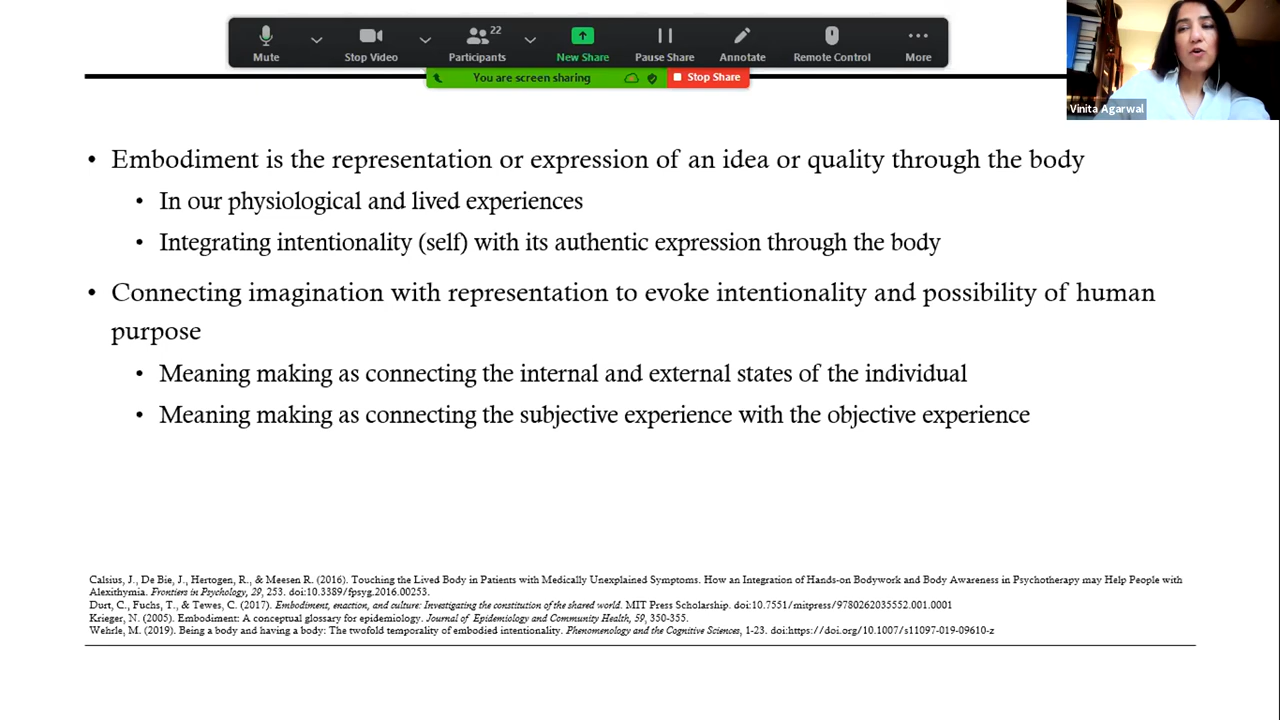 22
Mute
Stop Video
Participants
New Share
Pause Share
Annotate
Remote Control
More
You are screen sharing
Stop Share
Vinita Agarwal
• Embodiment is the representation or expression of an idea or quality through the body
• In our physiological and lived experiences
• Integrating intentionality (self) with its authentic expression through the body
• Connecting imagination with representation to evoke intentionality and possibility of human
purpose
• Meaning making as connecting the internal and external states of the individual
• Meaning making as connecting the subjective experience with the objective experience
Calsius, J., De Bie, J., Hertogen, R., & Meesen R. (2016). Touching the Lived Body in Patients with Medically Unexplained Symptoms. How an Integration of Hands-on Bodywork and Body Awareness in Psychotherapy may Help People with
Alexithymia. Frontiers in Psychology, 29, 253. doi:10.3389/fpsyg.2016.00253.
Durt, C., Fuchs, T., & Tewes, C. (2017). Embodiment, enaction, and culture: Investigating the constitution of the shared world. MIT Press Scholarship. doi:10.7551/mitpress/9780262035552.001.0001
Krieger, N. (2005). Embodiment: A conceptual glossary for epidemiology. Journal of Epidemiology and Community Health, 59, 350-355.
Wehrle, M. (2019). Being a body and having a body: The twofold temporality of embodied intentionality. Phenomenology and the Cognitive Sciences, 1-23. doi:https://doi.org/10.1007/s11097-019-09610-z